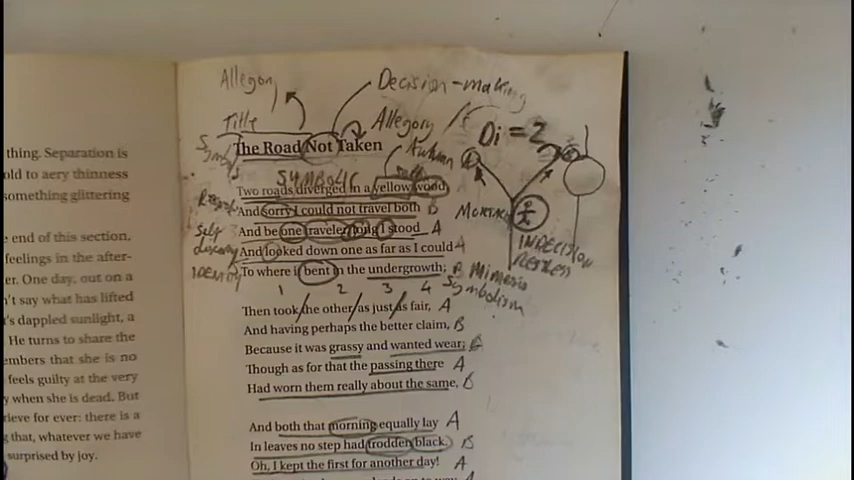 thing. Separation is
old to aery thinness
something glittering
e end of this section,
feelings in the after-
er. One day, out on a
n't say what has lifted
's dappled sunlight, a
He turns to share the
embers that she is no
feels guilty at the very
y when she is dead. But
rieve for ever: there is a
g that, whatever we have
surprised by joy.
Allegory
Decision-making
Title
Allegory
Di = 2
The Road Not Taken
Autumn
SYMBOLIC
Two roads diverged in a yellow wood
And sorry I could not travel both B
And be one traveler, long I stood A
And looked down one as far as I could A
To where it bent in the undergrowth; B
Self
IDENTITY
INDECISION
Mimesis
Symbolism
1 2 3 4
Then took the other, as just as fair, A
And having perhaps the better claim, B
Because it was grassy and wanted wear;
Though as for that the passing there A
Had worn them really about the same, B
And both that morning equally lay A
In leaves no step had trodden black. B
Oh, I kept the first for another day! A